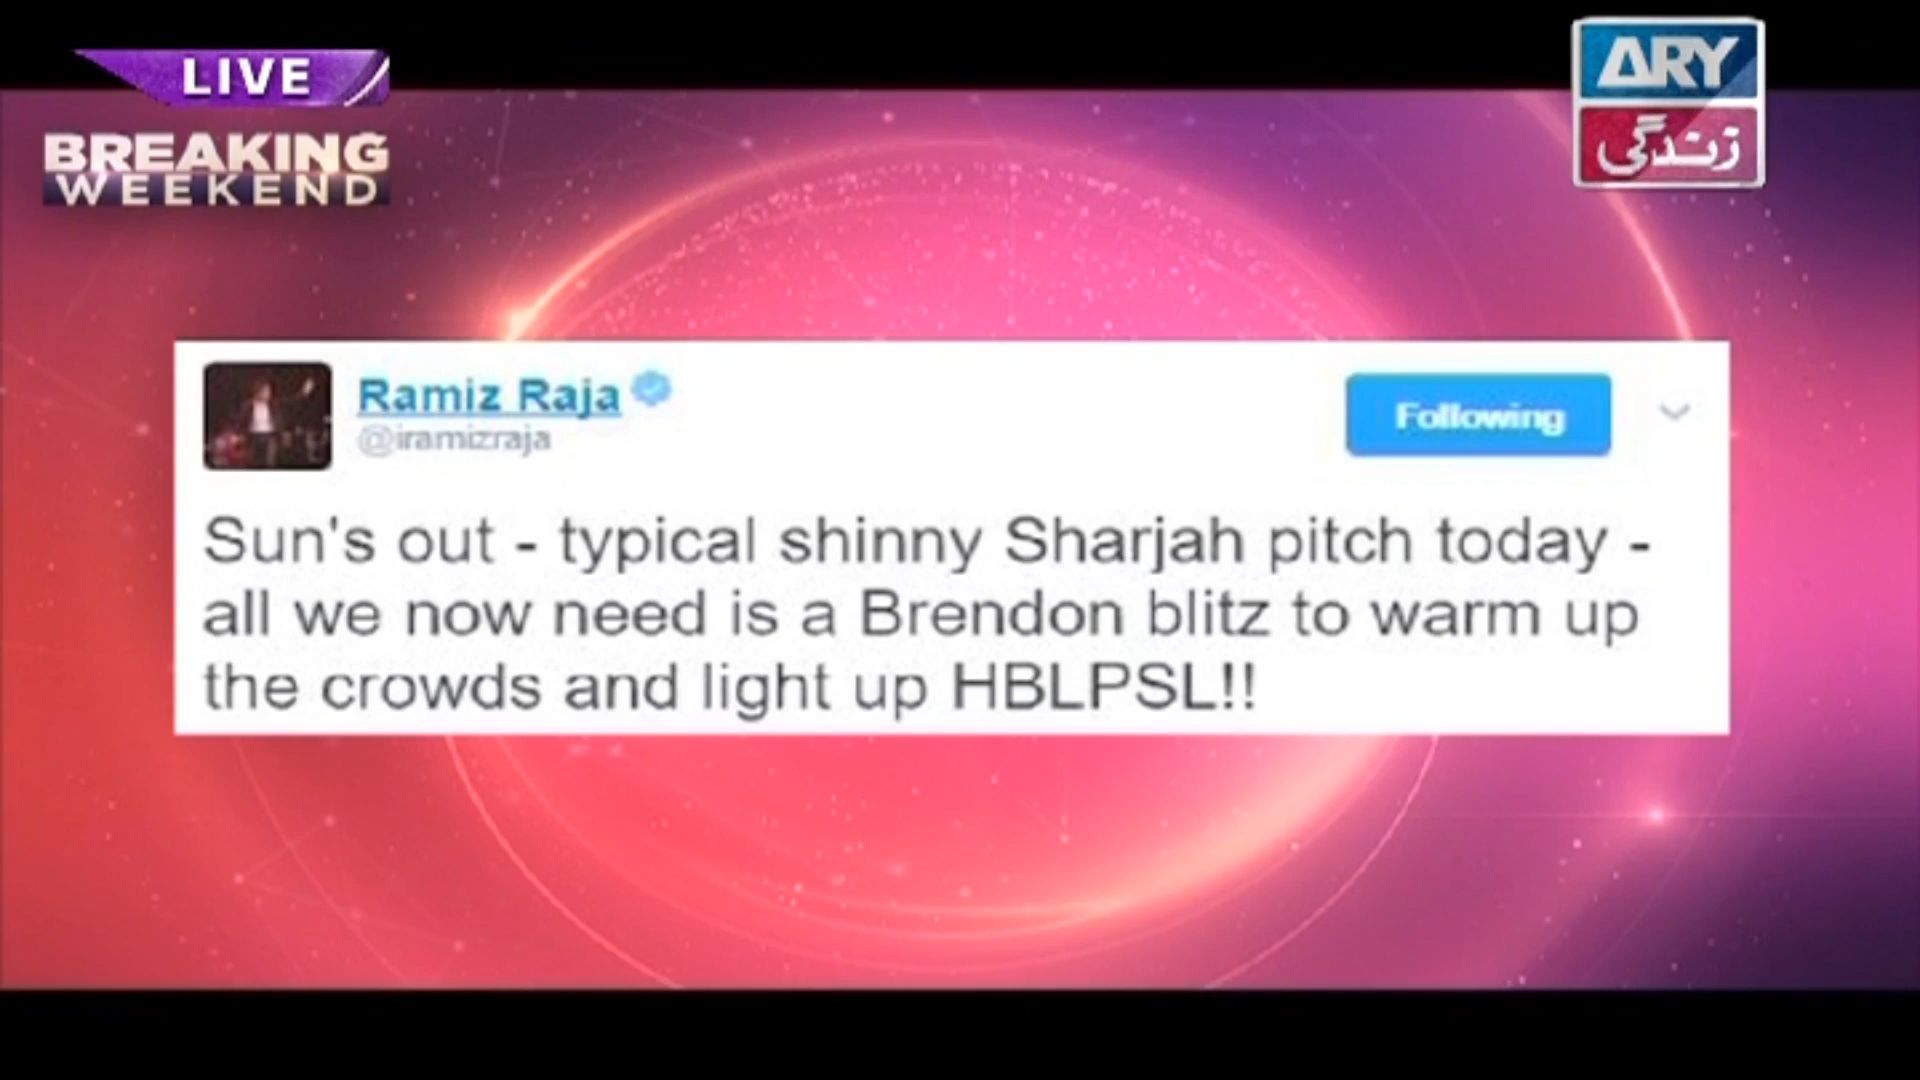 LIVE
BREAKING
WEEKEND
ARY
زندگی
Ramiz Raja
@iramizraja
Following
Sun's out - typical shinny Sharjah pitch today -
all we now need is a Brendon blitz to warm up
the crowds and light up HBLPSL!!